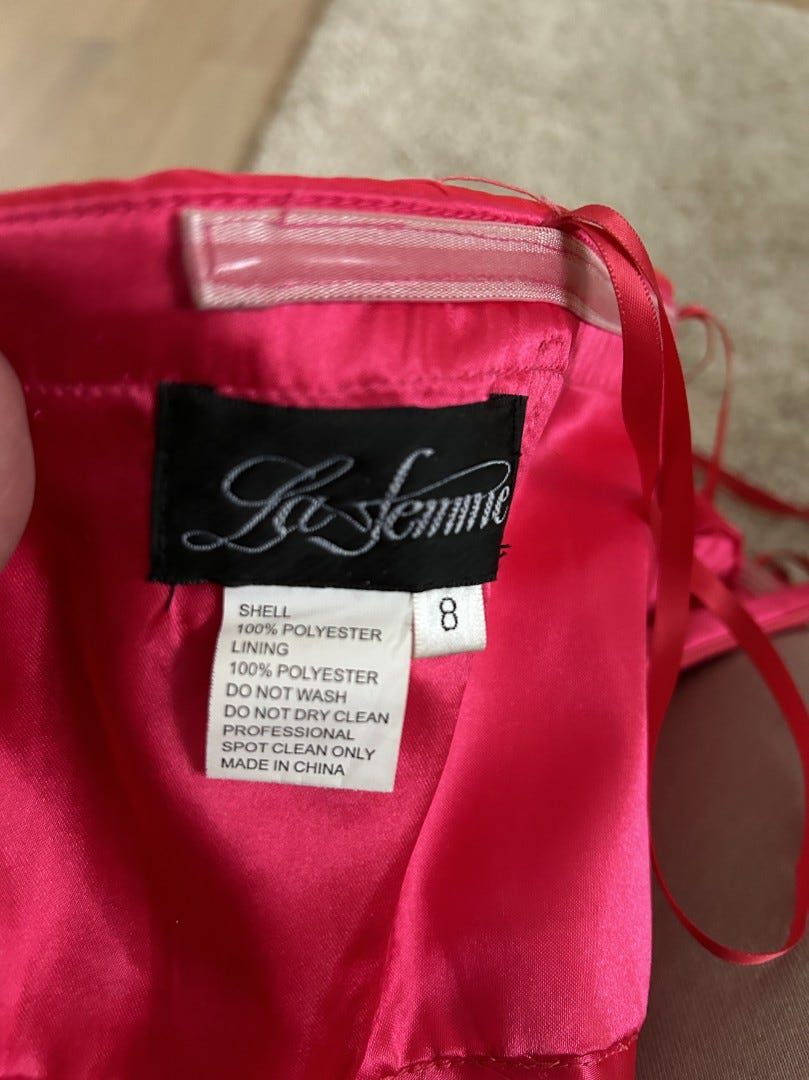 La Femme
8
SHELL
100% POLYESTER
LINING
100% POLYESTER
DO NOT WASH
DO NOT DRY CLEAN
PROFESSIONAL
SPOT CLEAN ONLY
MADE IN CHINA